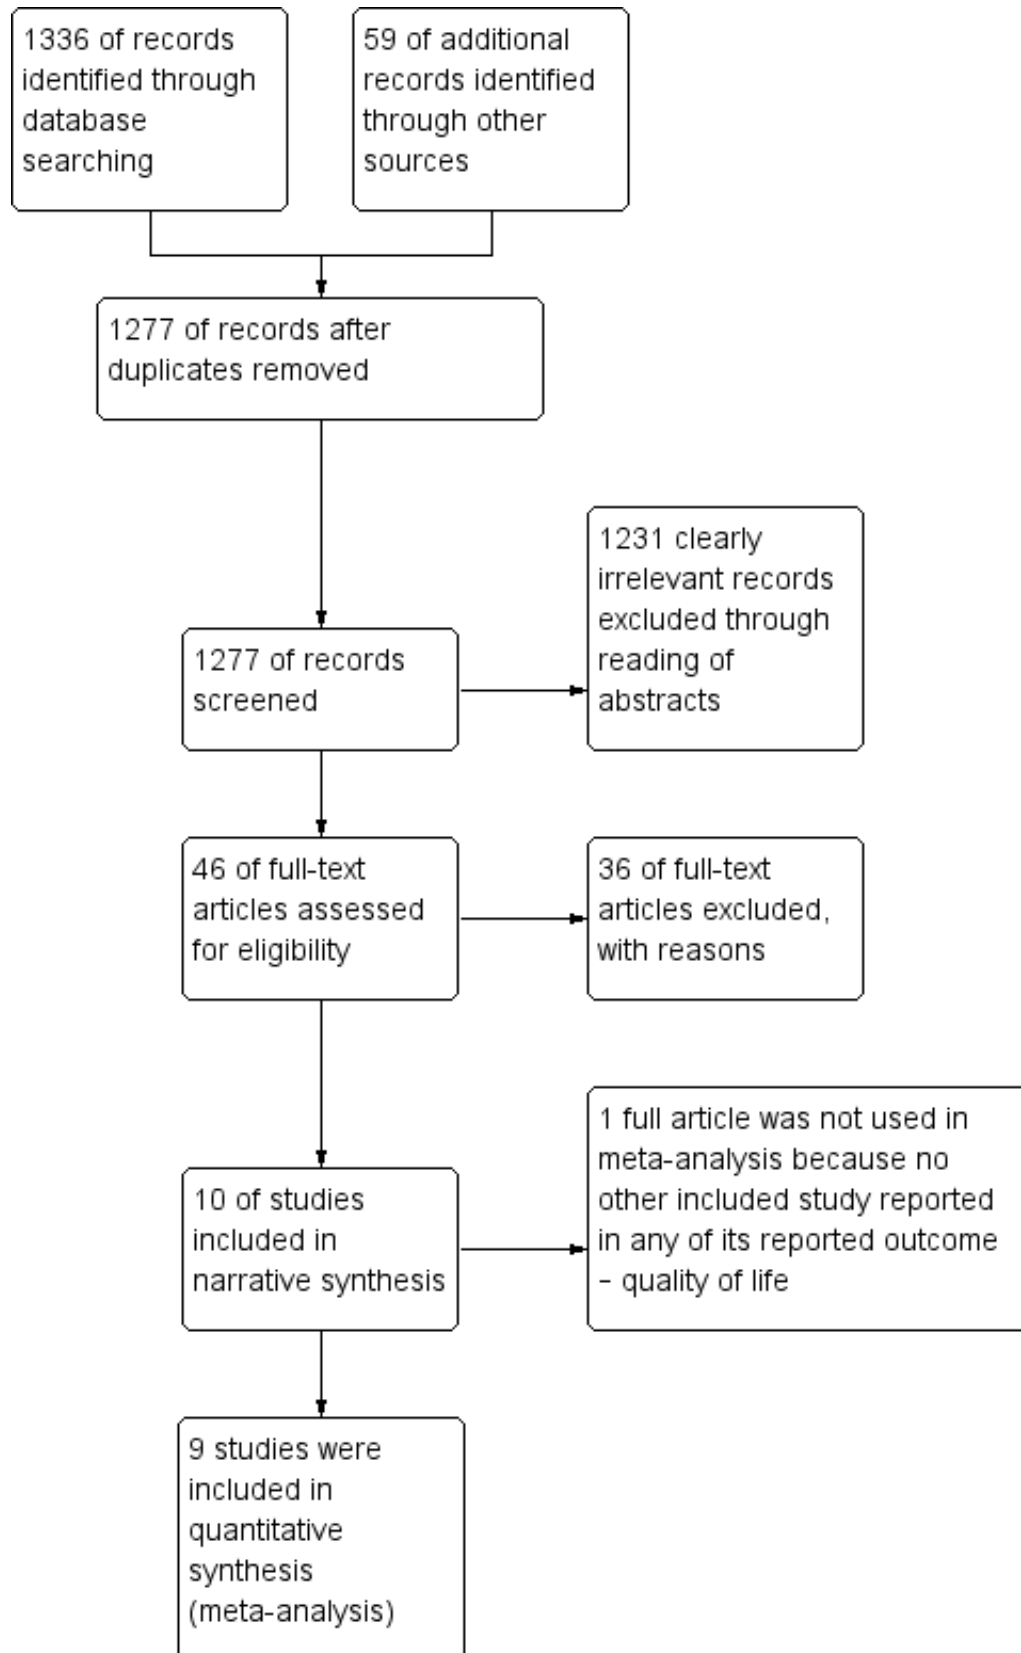 1336 of records
identified through
database
searching
59 of additional
records identified
through other
sources
1277 of records after
duplicates removed
1231 clearly
irrelevant records
excluded through
reading of
abstracts
1277 of records
screened
46 of full-text
articles assessed
for eligibility
36 of full-text
articles excluded,
with reasons
1 full article was not used in
meta-analysis because no
other included study reported
in any of its reported outcome
– quality of life
10 of studies
included in
narrative synthesis
9 studies were
included in
quantitative
synthesis
(meta-analysis)